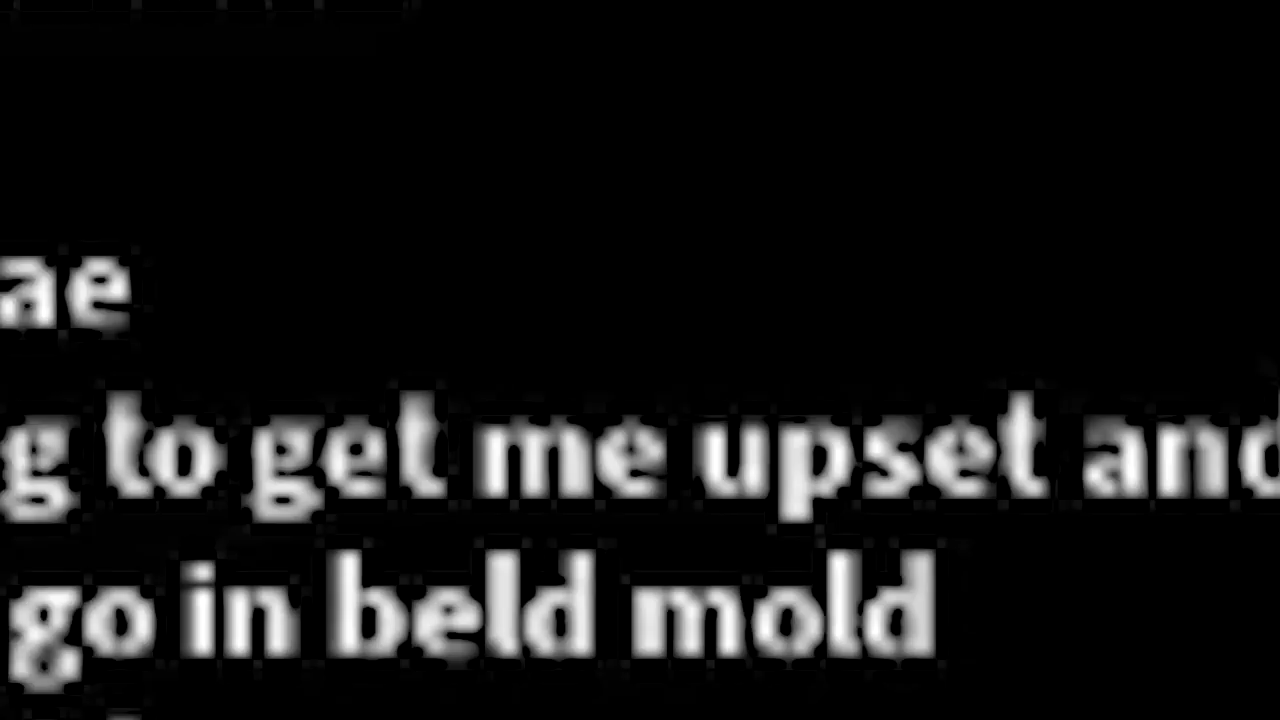 ae
g to get me upset and
go in beld mold